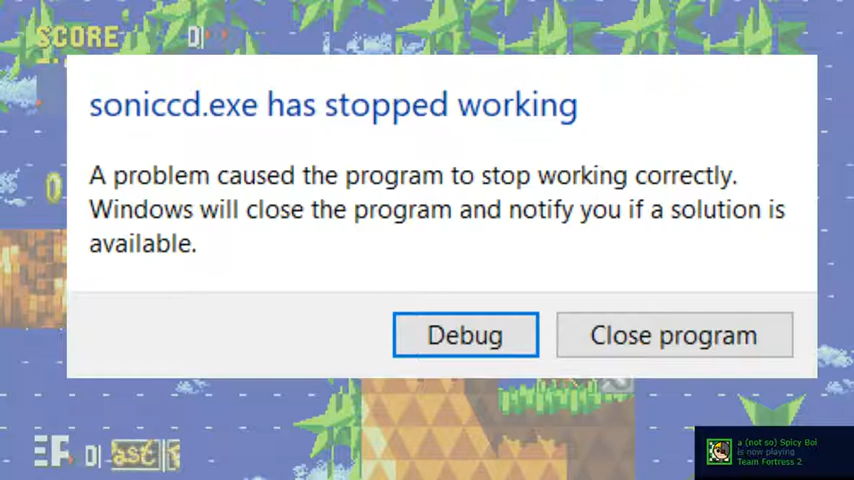 SCORE
soniccd.exe has stopped working
A problem caused the program to stop working correctly.
Windows will close the program and notify you if a solution is
available.
Debug
Close program
a (not so) Spicy Boi
is now playing
Team Fortress 2